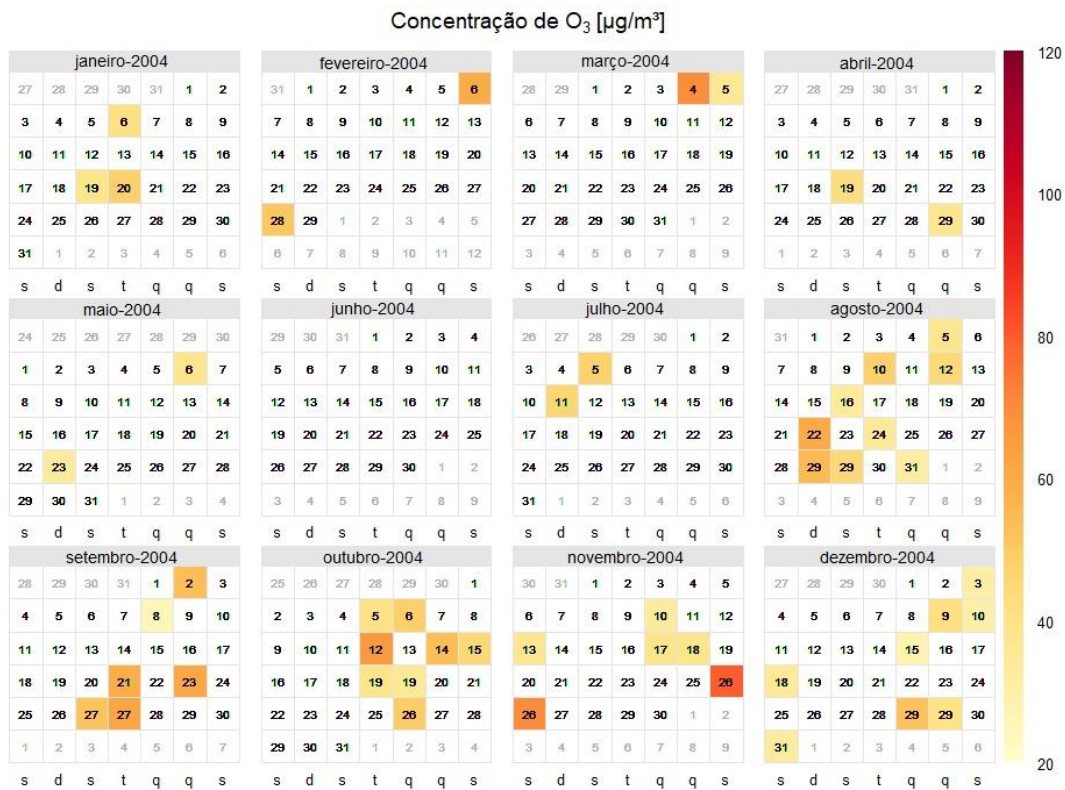 Concentração de O₃ [µg/m³]
janeiro-2004
27 28 29 30 31 1 2
3 4 5 6 7 8 9
10 11 12 13 14 15 16
17 18 19 20 21 22 23
24 25 26 27 28 29 30
31 1 2 3 4 5 6
s d s t q q s
fevereiro-2004
31 1 2 3 4 5 6
7 8 9 10 11 12 13
14 15 16 17 18 19 20
21 22 23 24 25 26 27
28 29 1 2 3 4 5
6 7 8 9 10 11 12
s d s t q q s
março-2004
28 29 1 2 3 4 5
6 7 8 9 10 11 12
13 14 15 16 17 18 19
20 21 22 23 24 25 26
27 28 29 30 31 1 2
3 4 5 6 7 8 9
s d s t q q s
abril-2004
27 28 29 30 31 1 2
3 4 5 6 7 8 9
10 11 12 13 14 15 16
17 18 19 20 21 22 23
24 25 26 27 28 29 30
1 2 3 4 5 6 7
s d s t q q s
maio-2004
24 25 26 27 28 29 30
1 2 3 4 5 6 7
8 9 10 11 12 13 14
15 16 17 18 19 20 21
22 23 24 25 26 27 28
29 30 31 1 2 3 4
s d s t q q s
junho-2004
29 30 31 1 2 3 4
5 6 7 8 9 10 11
12 13 14 15 16 17 18
19 20 21 22 23 24 25
26 27 28 29 30 1 2
3 4 5 6 7 8 9
s d s t q q s
julho-2004
26 27 28 29 30 1 2
3 4 5 6 7 8 9
10 11 12 13 14 15 16
17 18 19 20 21 22 23
24 25 26 27 28 29 30
31 1 2 3 4 5 6
s d s t q q s
agosto-2004
31 1 2 3 4 5 6
7 8 9 10 11 12 13
14 15 16 17 18 19 20
21 22 23 24 25 26 27
28 29 29 30 31 1 2
3 4 5 6 7 8 9
s d s t q q s
setembro-2004
28 29 30 31 1 2 3
4 5 6 7 8 9 10
11 12 13 14 15 16 17
18 19 20 21 22 23 24
25 26 27 27 28 29 30
1 2 3 4 5 6 7
s d s t q q s
outubro-2004
25 26 27 28 29 30 1
2 3 4 5 6 7 8
9 10 11 12 13 14 15
16 17 18 19 19 20 21
22 23 24 25 26 27 28
29 30 31 1 2 3 4
s d s t q q s
novembro-2004
30 31 1 2 3 4 5
6 7 8 9 10 11 12
13 14 15 16 17 18 19
20 21 22 23 24 25 26
26 27 28 29 30 1 2
3 4 5 6 7 8 9
s d s t q q s
dezembro-2004
27 28 29 30 1 2 3
4 5 6 7 8 9 10
11 12 13 14 15 16 17
18 19 20 21 22 23 24
25 26 27 28 29 29 30
31 1 2 3 4 5 6
s d s t q q s
120
100
80
60
40
20